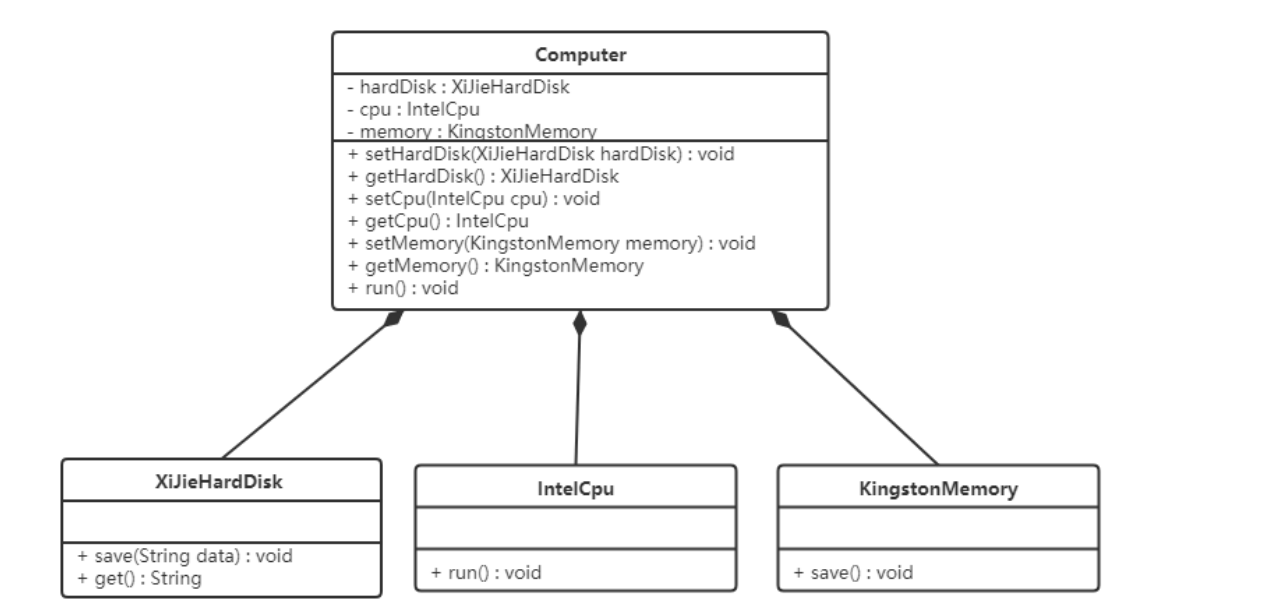 Computer
- hardDisk : XiJieHardDisk
- cpu : IntelCpu
- memory : KingstonMemory
+ setHardDisk(XiJieHardDisk hardDisk) : void
+ getHardDisk() : XiJieHardDisk
+ setCpu(IntelCpu cpu) : void
+ getCpu() : IntelCpu
+ setMemory(KingstonMemory memory) : void
+ getMemory() : KingstonMemory
+ run() : void
XiJieHardDisk
+ save(String data) : void
+ get() : String
IntelCpu
+ run() : void
KingstonMemory
+ save() : void